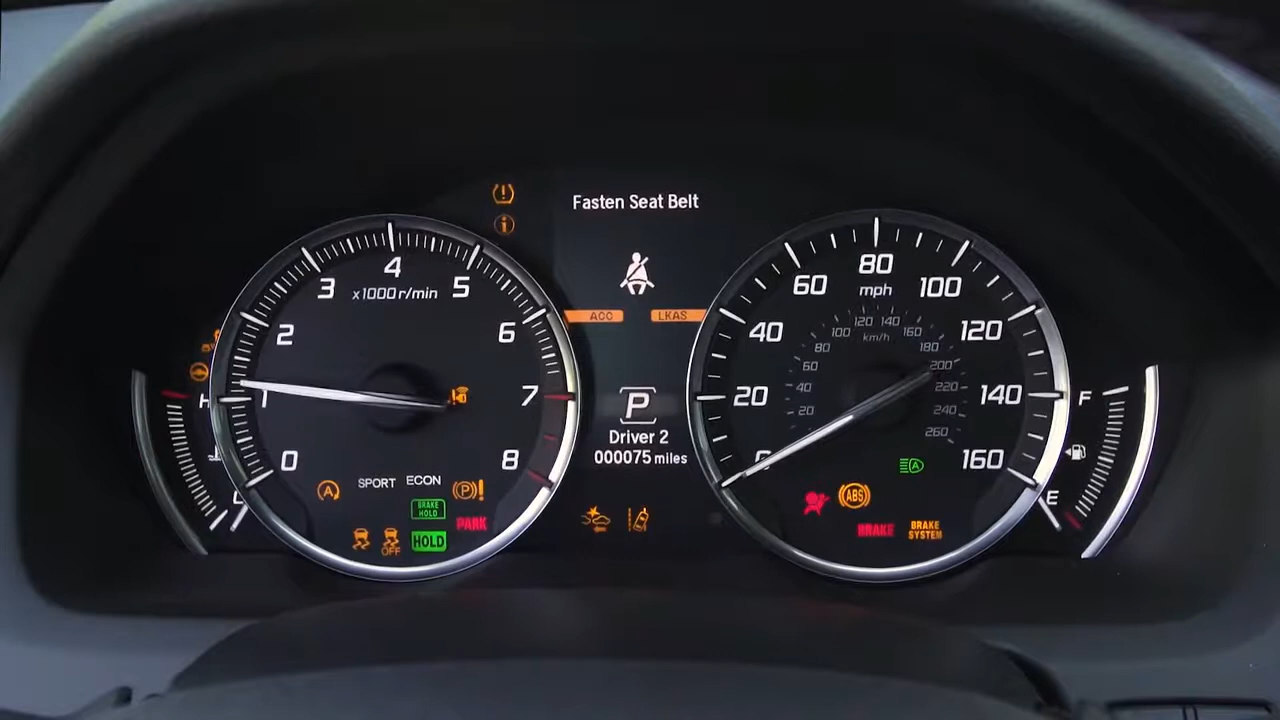 Fasten Seat Belt
ACC
LKAS
P
Driver 2
000075 miles
0
1
2
3
4
5
6
7
8
x1000 r/min
H
C
A
SPORT
ECON
P !
BRAKE
HOLD
PARK
OFF
HOLD
20
40
60
80
100
120
140
160
mph
20
40
60
80
100
120
140
160
180
200
220
240
260
km/h
A
ABS
BRAKE
BRAKE
SYSTEM
F
E